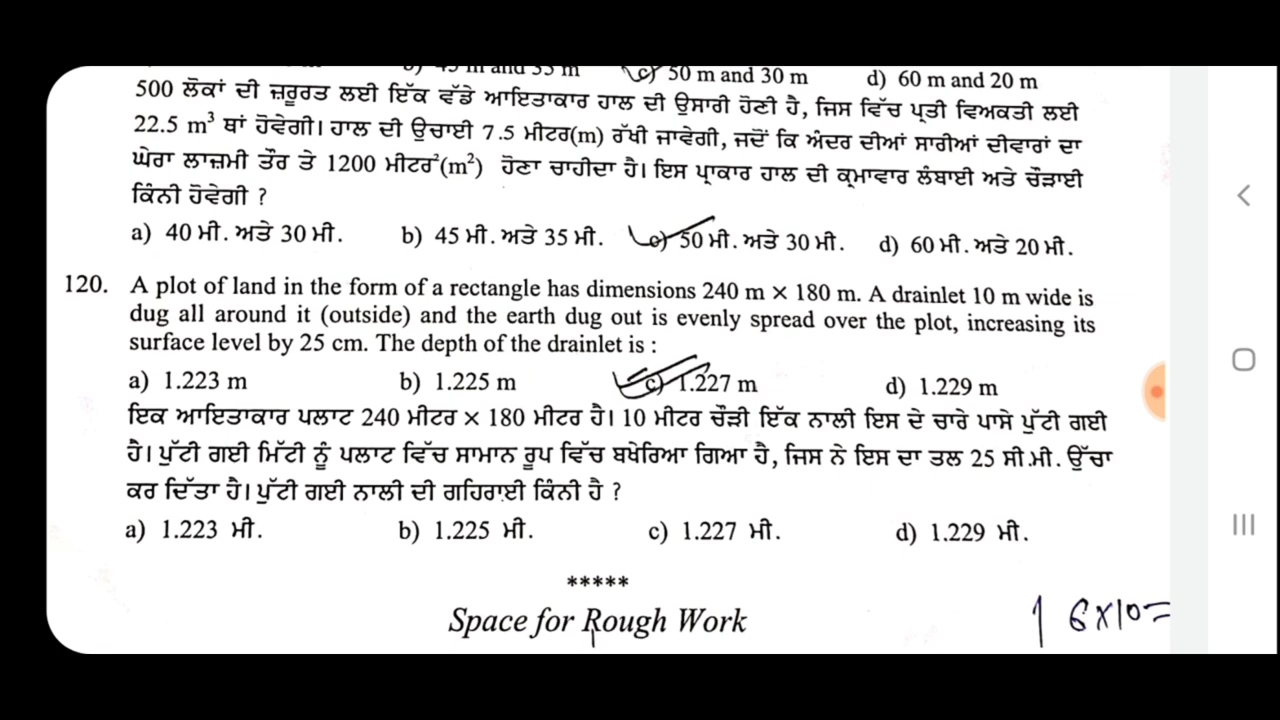 50 m and 30 m d) 60 m and 20 m
500 ਲੋਕਾਂ ਦੀ ਜ਼ਰੂਰਤ ਲਈ ਇੱਕ ਵੱਡੇ ਆਇਤਾਕਾਰ ਹਾਲ ਦੀ ਉਸਾਰੀ ਹੋਣੀ ਹੈ, ਜਿਸ ਵਿੱਚ ਪ੍ਰਤੀ ਵਿਅਕਤੀ ਲਈ
22.5 m³ ਥਾਂ ਹੋਵੇਗੀ। ਹਾਲ ਦੀ ਉਚਾਈ 7.5 ਮੀਟਰ(m) ਰੱਖੀ ਜਾਵੇਗੀ, ਜਦੋਂ ਕਿ ਅੰਦਰ ਦੀਆਂ ਸਾਰੀਆਂ ਦੀਵਾਰਾਂ ਦਾ
ਘੇਰਾ ਲਾਜ਼ਮੀ ਤੌਰ ਤੇ 1200 ਮੀਟਰ²(m²) ਹੋਣਾ ਚਾਹੀਦਾ ਹੈ। ਇਸ ਪ੍ਰਾਕਾਰ ਹਾਲ ਦੀ ਕ੍ਰਮਾਵਾਰ ਲੰਬਾਈ ਅਤੇ ਚੌੜਾਈ
ਕਿੰਨੀ ਹੋਵੇਗੀ ?
a) 40 ਮੀ. ਅਤੇ 30 ਮੀ. b) 45 ਮੀ. ਅਤੇ 35 ਮੀ. c) 50 ਮੀ. ਅਤੇ 30 ਮੀ. d) 60 ਮੀ. ਅਤੇ 20 ਮੀ.
120. A plot of land in the form of a rectangle has dimensions 240 m × 180 m. A drainlet 10 m wide is
dug all around it (outside) and the earth dug out is evenly spread over the plot, increasing its
surface level by 25 cm. The depth of the drainlet is :
a) 1.223 m b) 1.225 m c) 1.227 m d) 1.229 m
ਇਕ ਆਇਤਾਕਾਰ ਪਲਾਟ 240 ਮੀਟਰ × 180 ਮੀਟਰ ਹੈ। 10 ਮੀਟਰ ਚੌੜੀ ਇੱਕ ਨਾਲੀ ਇਸ ਦੇ ਚਾਰੇ ਪਾਸੇ ਪੁੱਟੀ ਗਈ
ਹੈ। ਪੁੱਟੀ ਗਈ ਮਿੱਟੀ ਨੂੰ ਪਲਾਟ ਵਿੱਚ ਸਾਮਾਨ ਰੂਪ ਵਿੱਚ ਬਖੇਰਿਆ ਗਿਆ ਹੈ, ਜਿਸ ਨੇ ਇਸ ਦਾ ਤਲ 25 ਸੀ.ਮੀ. ਉੱਚਾ
ਕਰ ਦਿੱਤਾ ਹੈ। ਪੁੱਟੀ ਗਈ ਨਾਲੀ ਦੀ ਗਹਿਰਾਈ ਕਿੰਨੀ ਹੈ ?
a) 1.223 ਮੀ. b) 1.225 ਮੀ. c) 1.227 ਮੀ. d) 1.229 ਮੀ.
*****
Space for Rough Work
6×10=